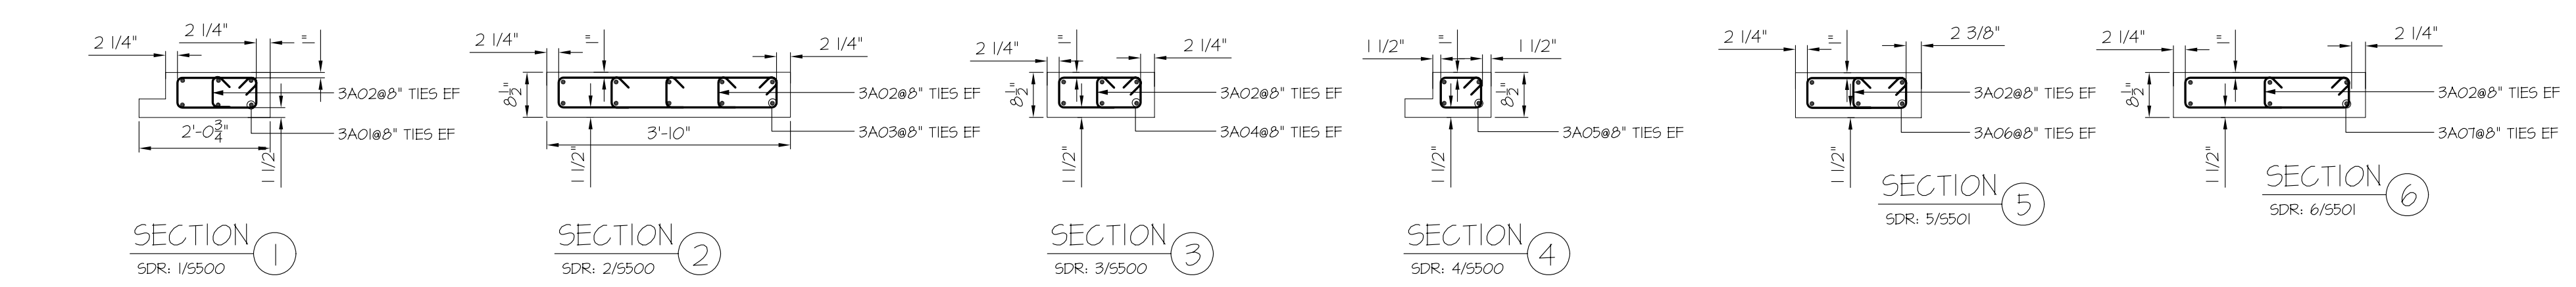 2 1/4"
2 1/4"
1"
3A02@8" TIES EF
3A01@8" TIES EF
2'-0 3/4"
1 1/2"
SECTION 1
SDR: 1/S500
2 1/4"
1"
2 1/4"
8 1/2"
3A02@8" TIES EF
3A03@8" TIES EF
3'-10"
1 1/2"
SECTION 2
SDR: 2/S500
2 1/4"
1"
2 1/4"
8 1/2"
3A02@8" TIES EF
3A04@8" TIES EF
1 1/2"
SECTION 3
SDR: 3/S500
1 1/2"
1"
1 1/2"
8 1/2"
3A05@8" TIES EF
1 1/2"
SECTION 4
SDR: 4/S500
2 1/4"
1"
2 3/8"
3A02@8" TIES EF
3A06@8" TIES EF
1 1/2"
SECTION 5
SDR: 5/S501
2 1/4"
1"
2 1/4"
8 1/2"
3A02@8" TIES EF
3A07@8" TIES EF
1 1/2"
SECTION 6
SDR: 6/S501